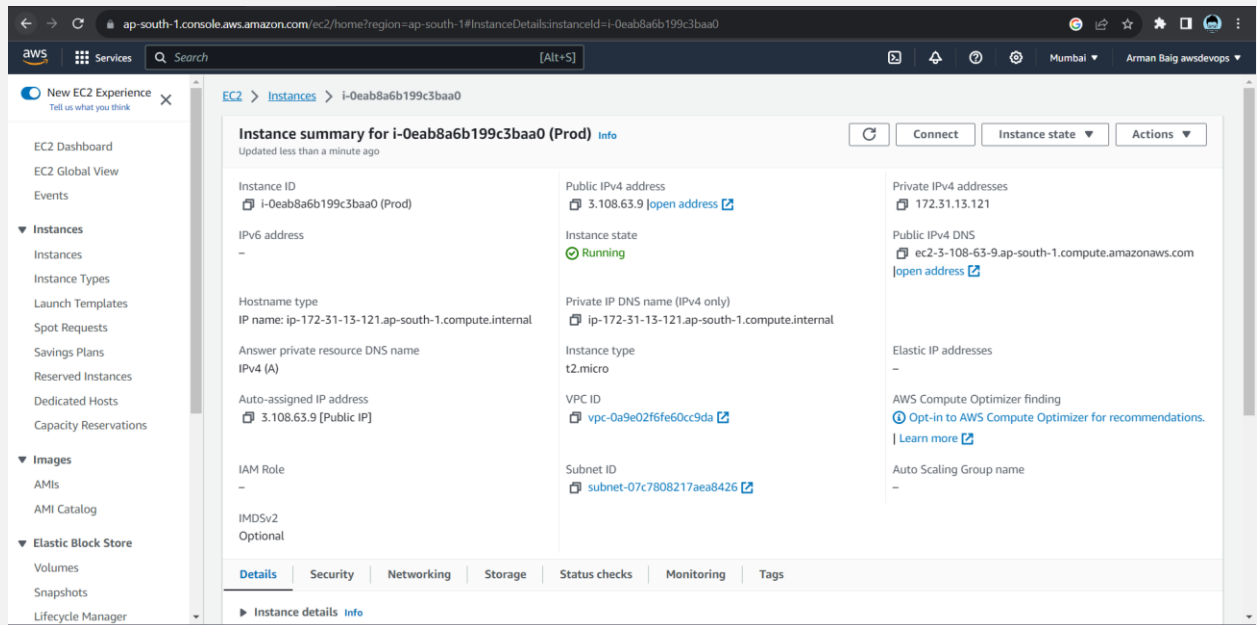 ap-south-1.console.aws.amazon.com/ec2/home?region=ap-south-1#InstanceDetails:instanceId=i-0eab8a6b199c3baa0
aws Services Search [Alt+S] Mumbai Arman Baig awsdevops
New EC2 Experience
Tell us what you think
EC2 Dashboard
EC2 Global View
Events
Instances
Instances
Instance Types
Launch Templates
Spot Requests
Savings Plans
Reserved Instances
Dedicated Hosts
Capacity Reservations
Images
AMIs
AMI Catalog
Elastic Block Store
Volumes
Snapshots
Lifecycle Manager
EC2 > Instances > i-0eab8a6b199c3baa0
Instance summary for i-0eab8a6b199c3baa0 (Prod) Info
Updated less than a minute ago
Connect Instance state Actions
Instance ID
i-0eab8a6b199c3baa0 (Prod)
Public IPv4 address
3.108.63.9 |open address
Private IPv4 addresses
172.31.13.121
IPv6 address
–
Instance state
Running
Public IPv4 DNS
ec2-3-108-63-9.ap-south-1.compute.amazonaws.com
|open address
Hostname type
IP name: ip-172-31-13-121.ap-south-1.compute.internal
Private IP DNS name (IPv4 only)
ip-172-31-13-121.ap-south-1.compute.internal
Answer private resource DNS name
IPv4 (A)
Instance type
t2.micro
Elastic IP addresses
–
Auto-assigned IP address
3.108.63.9 [Public IP]
VPC ID
vpc-0a9e02f6fe60cc9da
AWS Compute Optimizer finding
Opt-in to AWS Compute Optimizer for recommendations.
| Learn more
IAM Role
–
Subnet ID
subnet-07c7808217aea8426
Auto Scaling Group name
–
IMDSv2
Optional
Details Security Networking Storage Status checks Monitoring Tags
Instance details Info